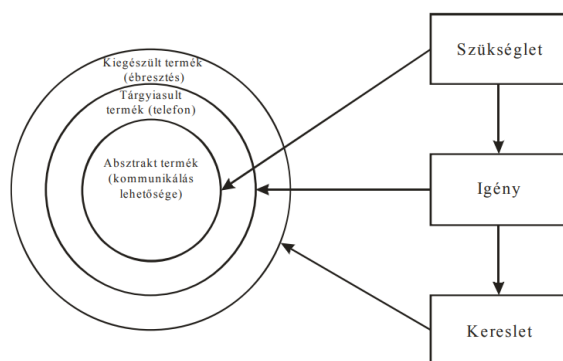 Kiegészült termék
(ébresztés)
Tárgyiasult
termék (telefon)
Absztrakt termék
(kommunikálás
lehetősége)
Szükséglet
Igény
Kereslet